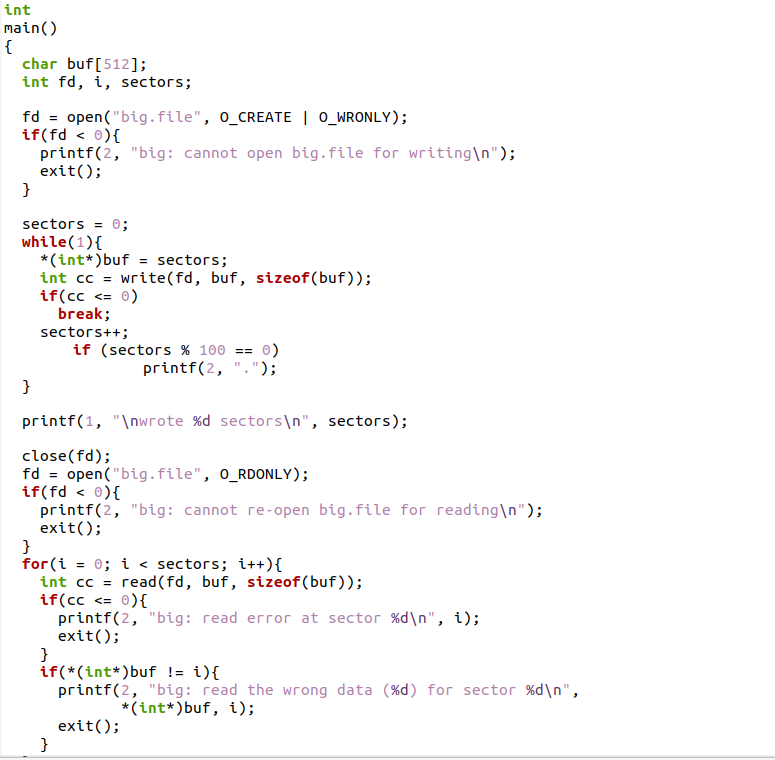 int
main()
{
  char buf[512];
  int fd, i, sectors;

  fd = open("big.file", O_CREATE | O_WRONLY);
  if(fd < 0){
    printf(2, "big: cannot open big.file for writing\n");
    exit();
  }

  sectors = 0;
  while(1){
    *(int*)buf = sectors;
    int cc = write(fd, buf, sizeof(buf));
    if(cc <= 0)
      break;
    sectors++;
        if (sectors % 100 == 0)
                printf(2, ".");
  }

  printf(1, "\nwrote %d sectors\n", sectors);

  close(fd);
  fd = open("big.file", O_RDONLY);
  if(fd < 0){
    printf(2, "big: cannot re-open big.file for reading\n");
    exit();
  }
  for(i = 0; i < sectors; i++){
    int cc = read(fd, buf, sizeof(buf));
    if(cc <= 0){
      printf(2, "big: read error at sector %d\n", i);
      exit();
    }
    if(*(int*)buf != i){
      printf(2, "big: read the wrong data (%d) for sector %d\n",
             *(int*)buf, i);
      exit();
    }